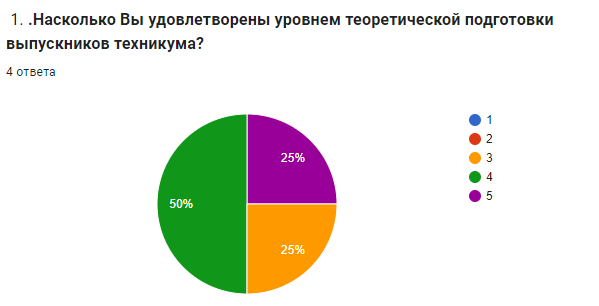 1. .Насколько Вы удовлетворены уровнем теоретической подготовки
выпускников техникума?
4 ответа
1
2
3
4
5
25%
50%
25%